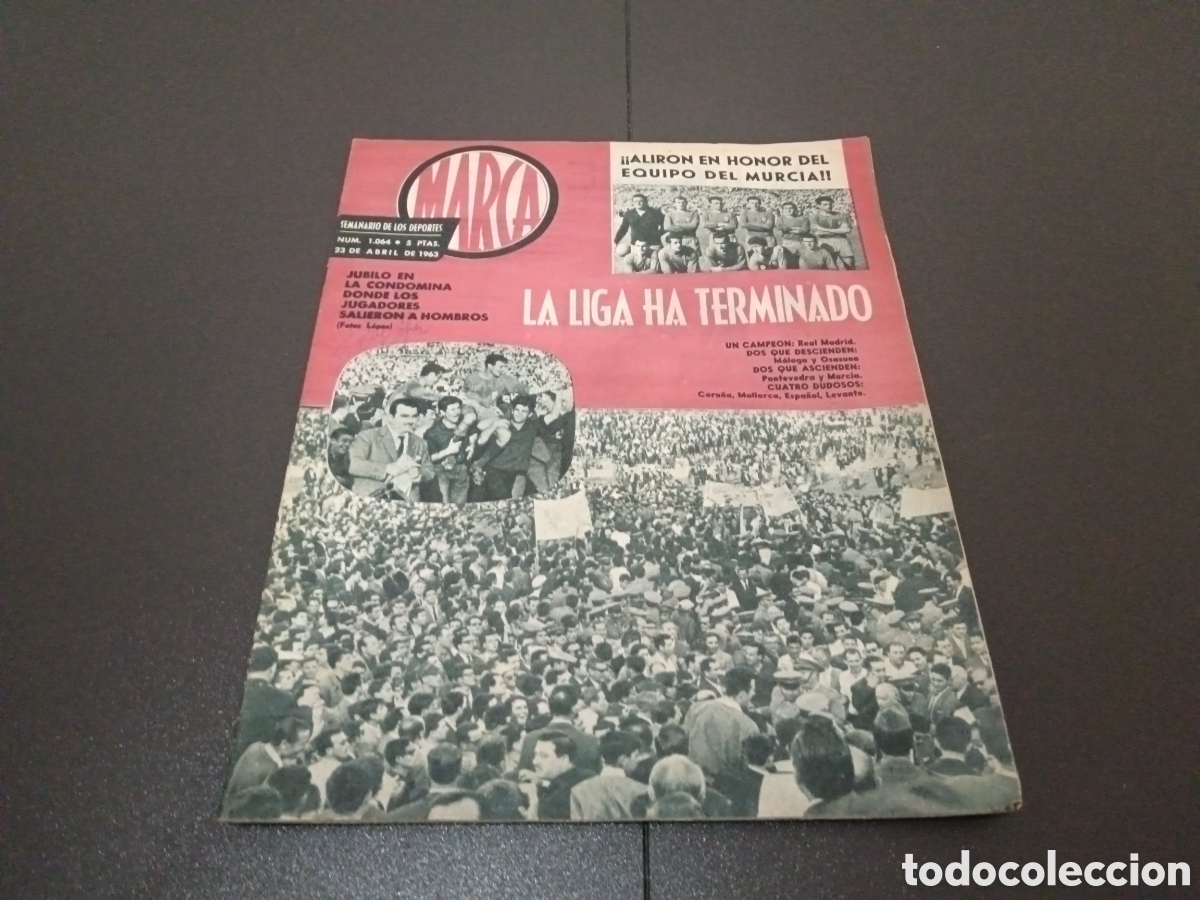 MARCA
SEMANARIO DE LOS DEPORTES
NUM. 1.064 • 5 PTAS.
23 DE ABRIL DE 1963
¡¡ALIRON EN HONOR DEL
EQUIPO DEL MURCIA!!
JUBILO EN
LA CONDOMINA
DONDE LOS
JUGADORES
SALIERON A HOMBROS
(Fotos López)
LA LIGA HA TERMINADO
UN CAMPEON: Real Madrid.
DOS QUE DESCIENDEN:
Málaga y Osasuna
DOS QUE ASCIENDEN:
Pontevedra y Murcia.
CUATRO DUDOSOS:
Coruña, Mallorca, Español, Levante.
todocoleccion